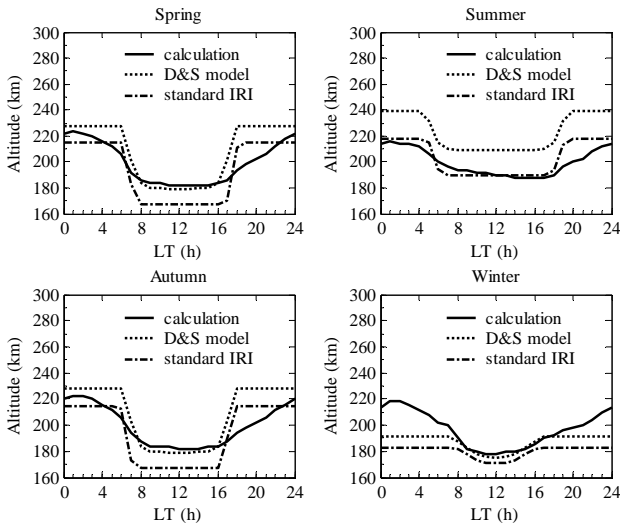 Spring
Altitude (km)
300
280
260
240
220
200
180
160
calculation
D&S model
standard IRI
0 4 8 12 16 20 24
LT (h)
Summer
Altitude (km)
300
280
260
240
220
200
180
160
calculation
D&S model
standard IRI
0 4 8 12 16 20 24
LT (h)
Autumn
Altitude (km)
300
280
260
240
220
200
180
160
calculation
D&S model
standard IRI
0 4 8 12 16 20 24
LT (h)
Winter
Altitude (km)
300
280
260
240
220
200
180
160
calculation
D&S model
standard IRI
0 4 8 12 16 20 24
LT (h)